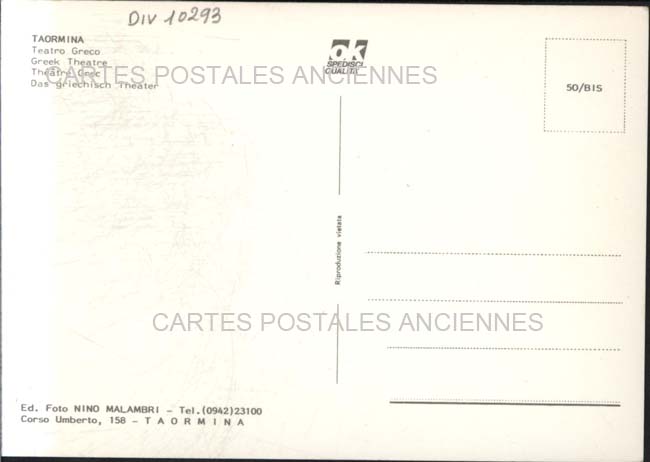 DIV 10293
TAORMINA
Teatro Greco
Greek Theatre
Théâtre Grec
Das griechisch Theater
CARTES POSTALES ANCIENNES
ok
SPEDISCI
QUALITÀ
50/BIS
Riproduzione vietata
CARTES POSTALES ANCIENNES
Ed. Foto NINO MALAMBRI - Tel.(0942)23100
Corso Umberto, 158 - TAORMINA